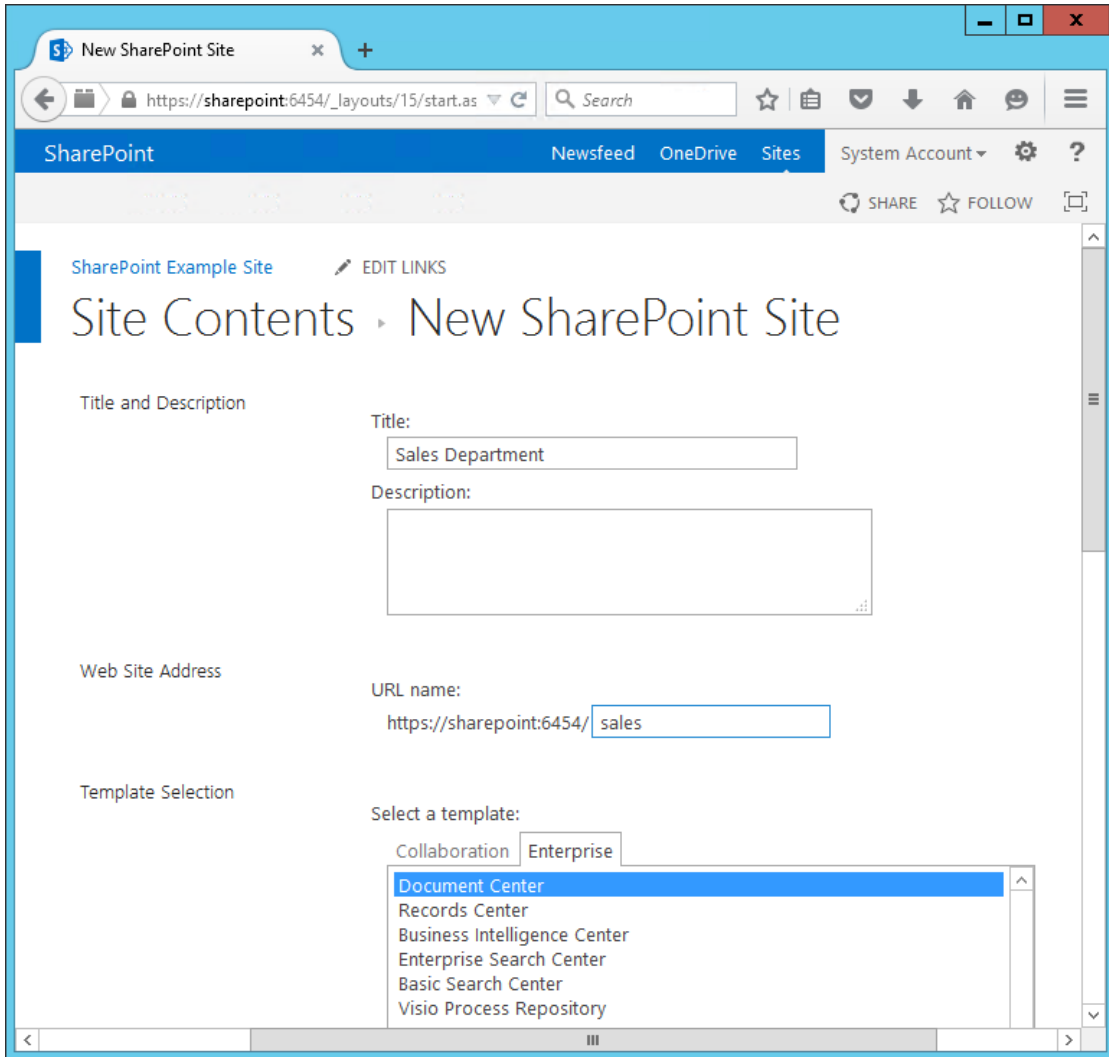 New SharePoint Site
https://sharepoint:6454/_layouts/15/start.as
Search
SharePoint
Newsfeed OneDrive Sites System Account ?
SHARE FOLLOW
SharePoint Example Site EDIT LINKS
Site Contents New SharePoint Site
Title and Description
Title:
Sales Department
Description:
Web Site Address
URL name:
https://sharepoint:6454/ sales
Template Selection
Select a template:
Collaboration Enterprise
Document Center
Records Center
Business Intelligence Center
Enterprise Search Center
Basic Search Center
Visio Process Repository